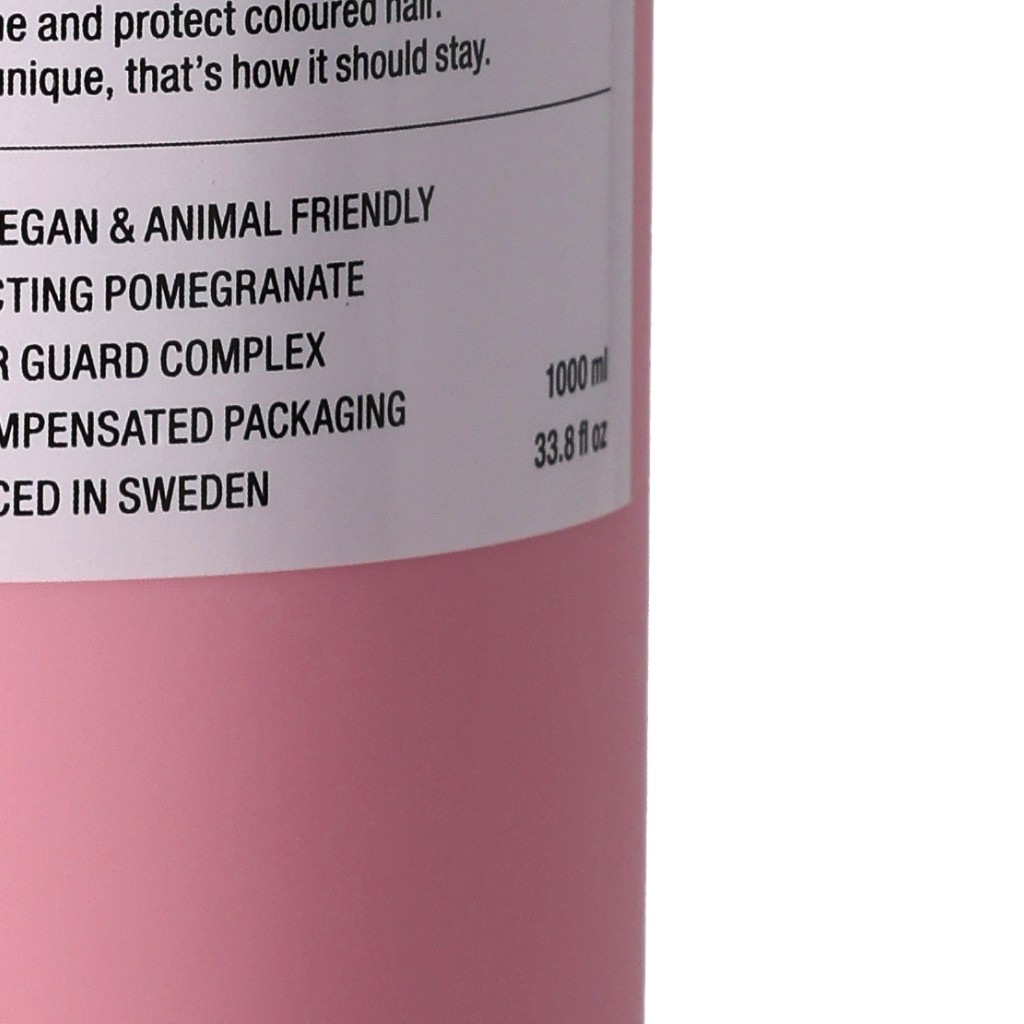 ne and protect coloured hair.
unique, that's how it should stay.
EGAN & ANIMAL FRIENDLY
CTING POMEGRANATE
R GUARD COMPLEX
MPENSATED PACKAGING
CED IN SWEDEN
1000 ml
33.8 fl oz